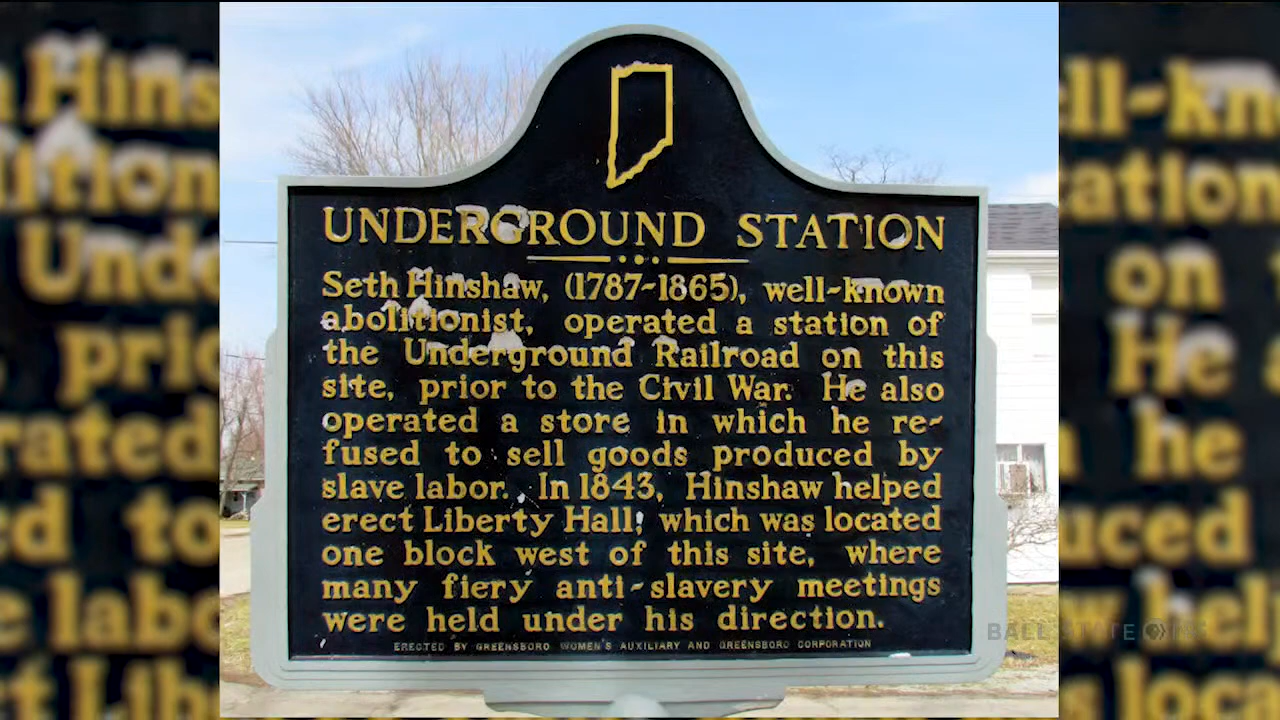 UNDERGROUND STATION
Seth Hinshaw, (1787-1865), well-known
abolitionist, operated a station of
the Underground Railroad on this
site, prior to the Civil War. He also
operated a store in which he re-
fused to sell goods produced by
slave labor. In 1843, Hinshaw helped
erect Liberty Hall, which was located
one block west of this site, where
many fiery anti-slavery meetings
were held under his direction.
ERECTED BY GREENSBORO WOMEN'S AUXILIARY AND GREENSBORO CORPORATION
BALL STATE PBS